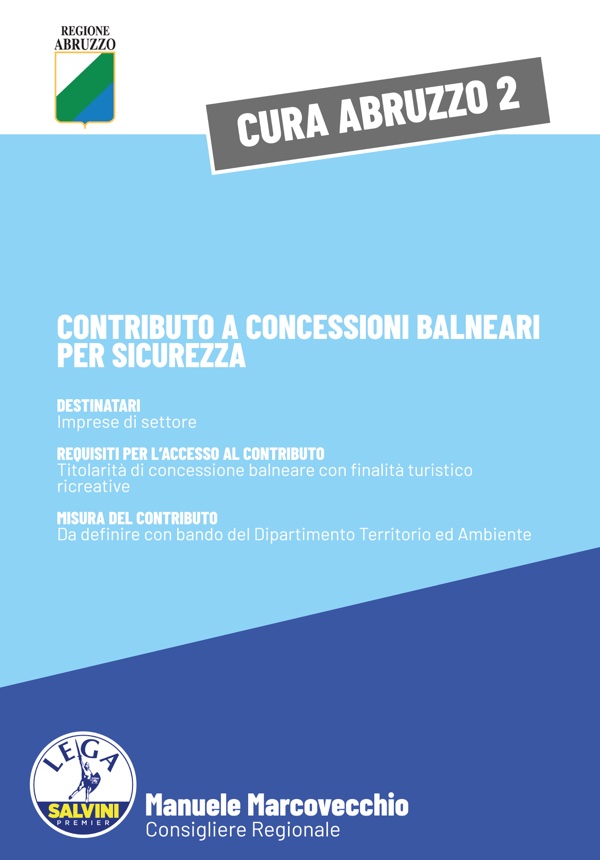 REGIONE
ABRUZZO
CURA ABRUZZO 2
CONTRIBUTO A CONCESSIONI BALNEARI
PER SICUREZZA
DESTINATARI
Imprese di settore
REQUISITI PER L'ACCESSO AL CONTRIBUTO
Titolarità di concessione balneare con finalità turistico
ricreative
MISURA DEL CONTRIBUTO
Da definire con bando del Dipartimento Territorio ed Ambiente
LEGA
SALVINI
PREMIER
Manuele Marcovecchio
Consigliere Regionale